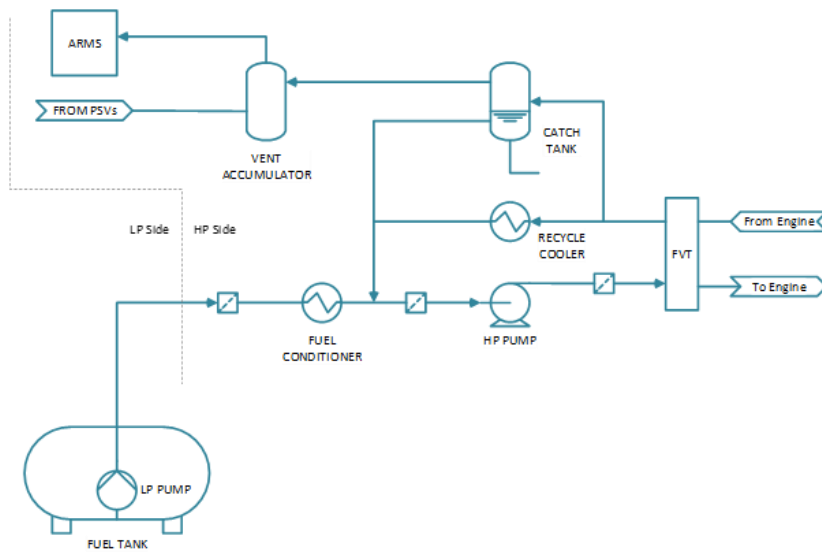 ARMS
FROM PSVs
VENT
ACCUMULATOR
CATCH
TANK
LP Side
HP Side
RECYCLE
COOLER
From Engine
FVT
To Engine
FUEL
CONDITIONER
HP PUMP
LP PUMP
FUEL TANK